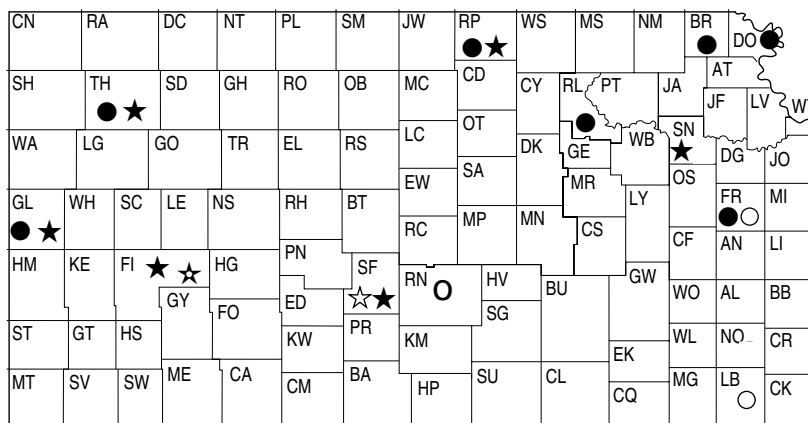 CN RA DC NT PL SM JW RP WS MS NM BR DO
SH TH SD GH RO OB MC CD CY RL PT JA AT
WA LG GO TR EL RS LC OT DK GE WB SN JF LV
GL WH SC LE NS RH BT EW SA MR LY OS DG JO
HM KE FI HG PN SF RC MP MN CS CF FR MI
GY ED RN O HV BU GW AN LI
ST GT HS FO KW PR KM SG WO AL BB
MT SV SW ME CA CM BA HP SU CL EK CQ WL NO CR
MG LB CK